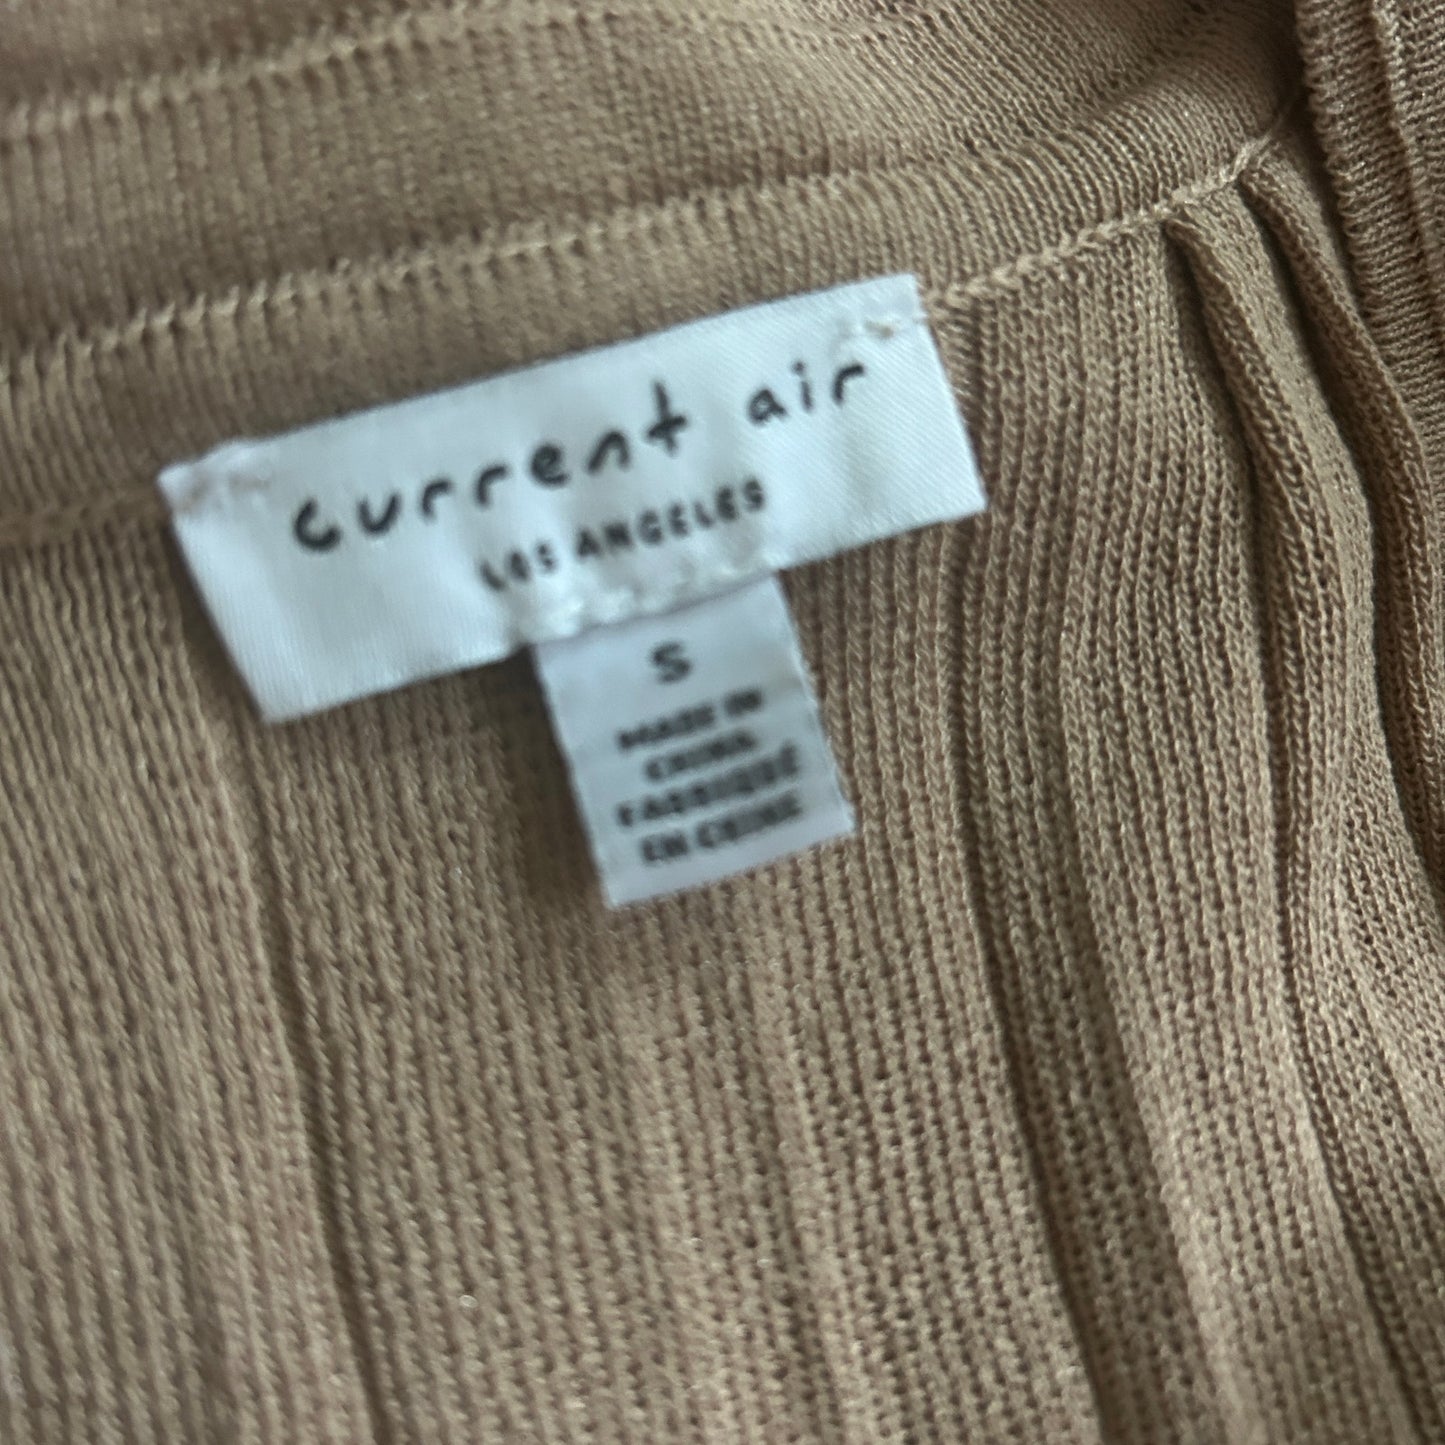 current air
LOS ANGELES
S
MADE IN
CHINA
FABRIQUÉ
EN CHINE